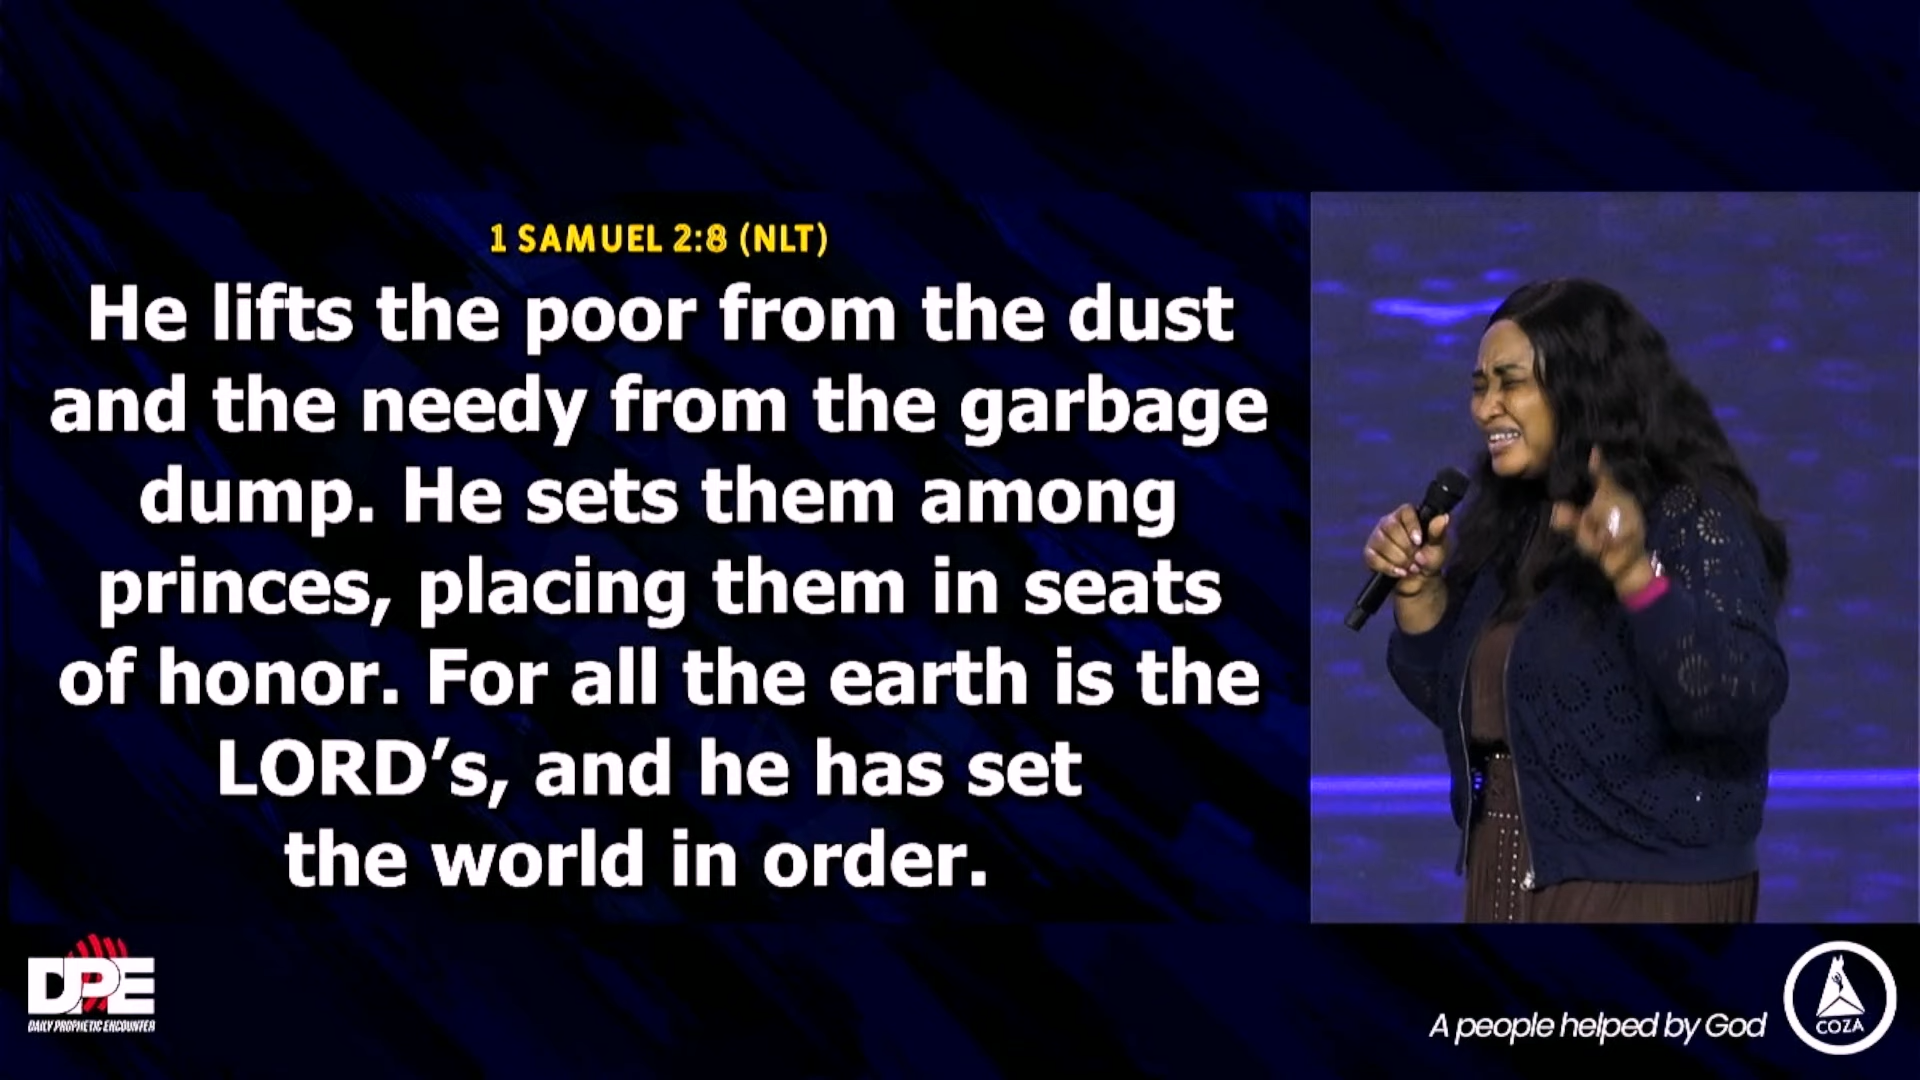 1 SAMUEL 2:8 (NLT)
He lifts the poor from the dust
and the needy from the garbage
dump. He sets them among
princes, placing them in seats
of honor. For all the earth is the
LORD’s, and he has set
the world in order.
DPE
DAILY PROPHETIC ENCOUNTER
A people helped by God
COZA